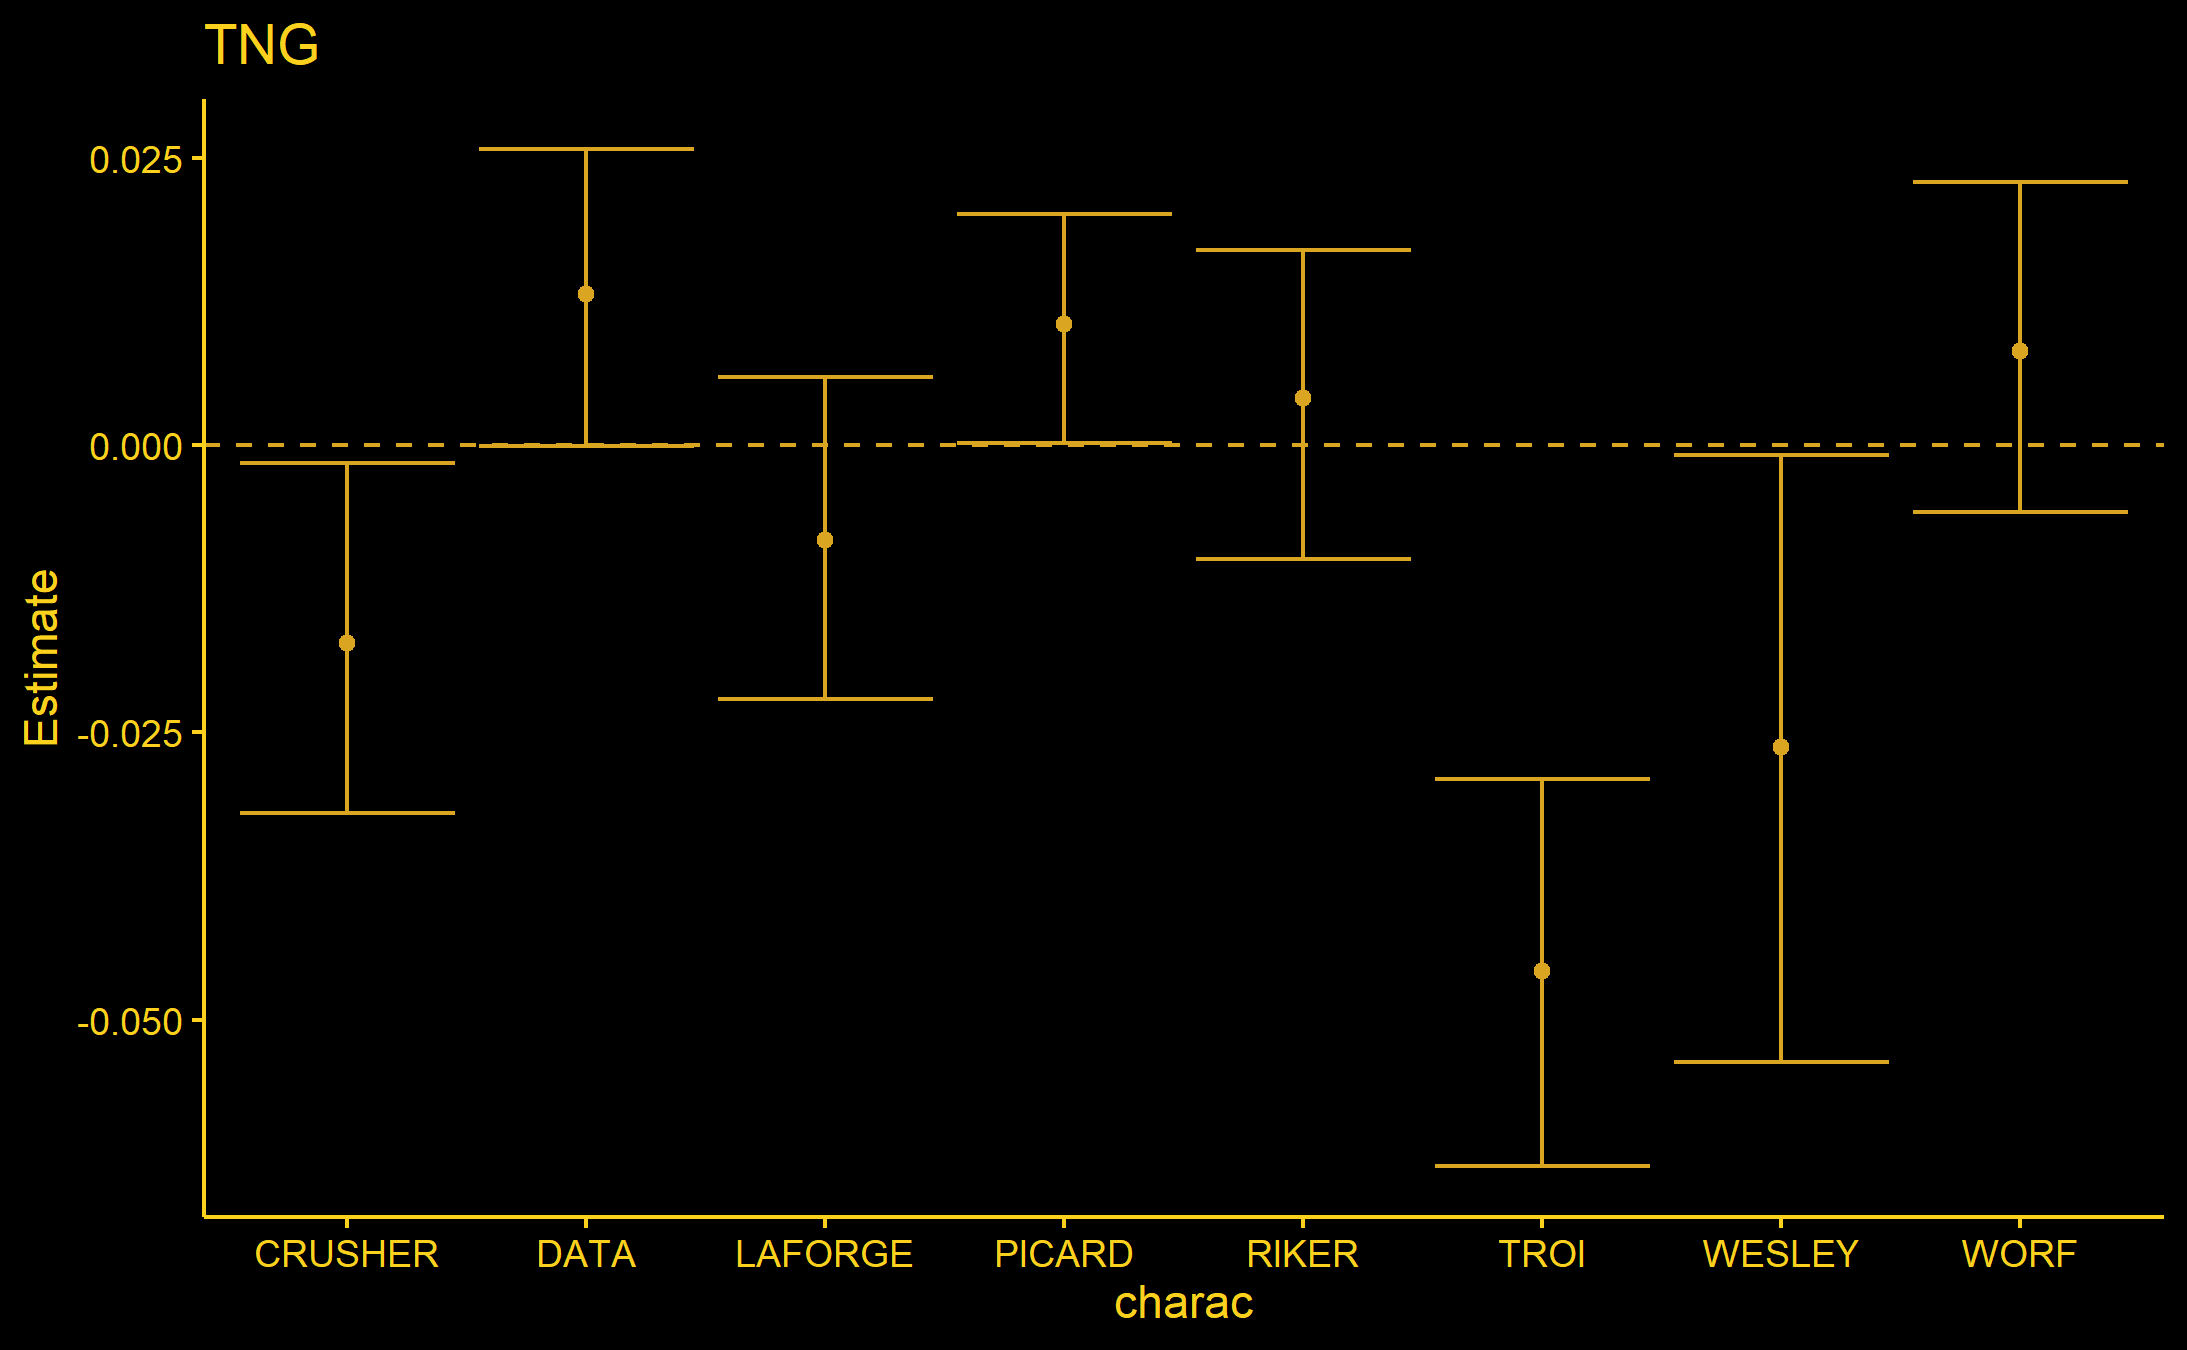 TNG
Estimate
0.025
0.000
-0.025
-0.050
CRUSHER DATA LAFORGE PICARD RIKER TROI WESLEY WORF
charac